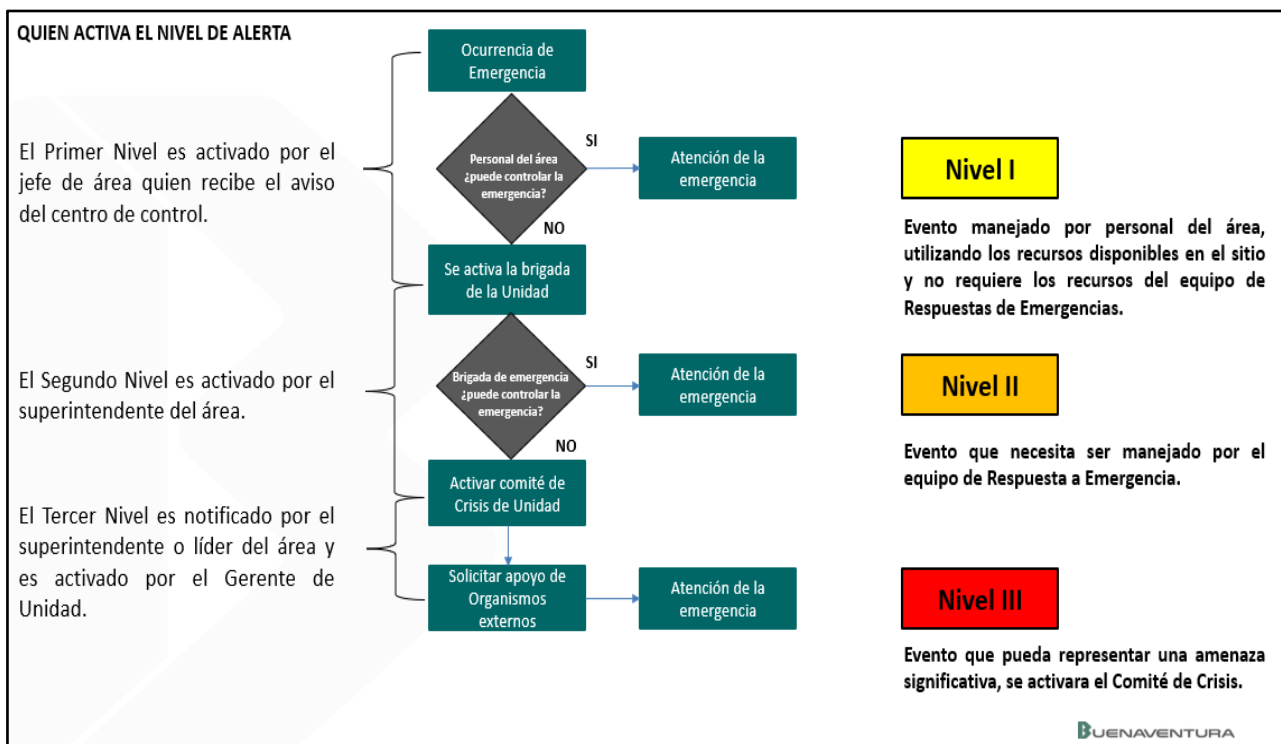 QUIEN ACTIVA EL NIVEL DE ALERTA
El Primer Nivel es activado por el
jefe de área quien recibe el aviso
del centro de control.
El Segundo Nivel es activado por el
superintendente del área.
El Tercer Nivel es notificado por el
superintendente o líder del área y
es activado por el Gerente de
Unidad.
Ocurrencia de
Emergencia
Personal del área
¿puede controlar la
emergencia?
SI
Atención de la
emergencia
NO
Se activa la brigada
de la Unidad
Brigada de emergencia
¿puede controlar la
emergencia?
SI
Atención de la
emergencia
NO
Activar comité de
Crisis de Unidad
Solicitar apoyo de
Organismos
externos
Atención de la
emergencia
Nivel I
Evento manejado por personal del área,
utilizando los recursos disponibles en el sitio
y no requiere los recursos del equipo de
Respuestas de Emergencias.
Nivel II
Evento que necesita ser manejado por el
equipo de Respuesta a Emergencia.
Nivel III
Evento que pueda representar una amenaza
significativa, se activara el Comité de Crisis.
BUENAVENTURA